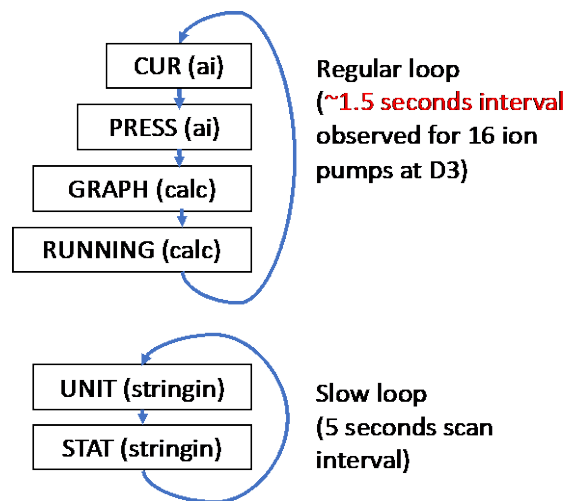 CUR (ai)
PRESS (ai)
GRAPH (calc)
RUNNING (calc)
Regular loop
(~1.5 seconds interval
observed for 16 ion
pumps at D3)
UNIT (stringin)
STAT (stringin)
Slow loop
(5 seconds scan
interval)